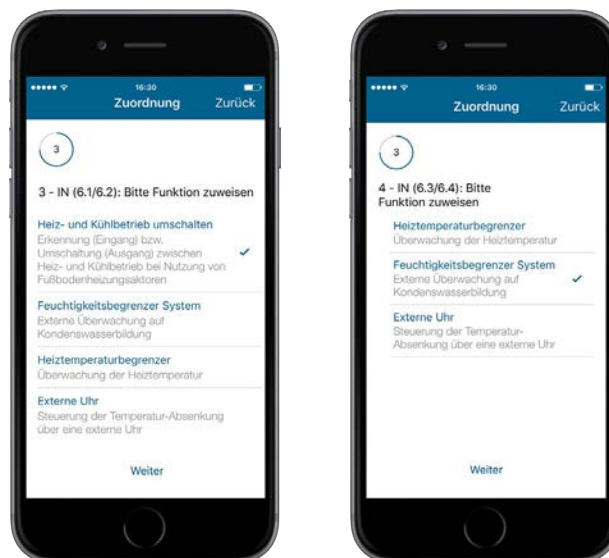 16:30
Zuordnung Zurück
3
3 - IN (6.1/6.2): Bitte Funktion zuweisen
Heiz- und Kühlbetrieb umschalten
Erkennung (Eingang) bzw.
Umschaltung (Ausgang) zwischen
Heiz- und Kühlbetrieb bei Nutzung von
Fußbodenheizungsaktoren
Feuchtigkeitsbegrenzer System
Externe Überwachung auf
Kondenswasserbildung
Heiztemperaturbegrenzer
Überwachung der Heiztemperatur
Externe Uhr
Steuerung der Temperatur-Absenkung
über eine externe Uhr
Weiter
16:30
Zuordnung Zurück
3
4 - IN (6.3/6.4): Bitte
Funktion zuweisen
Heiztemperaturbegrenzer
Überwachung der Heiztemperatur
Feuchtigkeitsbegrenzer System
Externe Überwachung auf
Kondenswasserbildung
Externe Uhr
Steuerung der Temperatur-
Absenkung über eine externe Uhr
Weiter